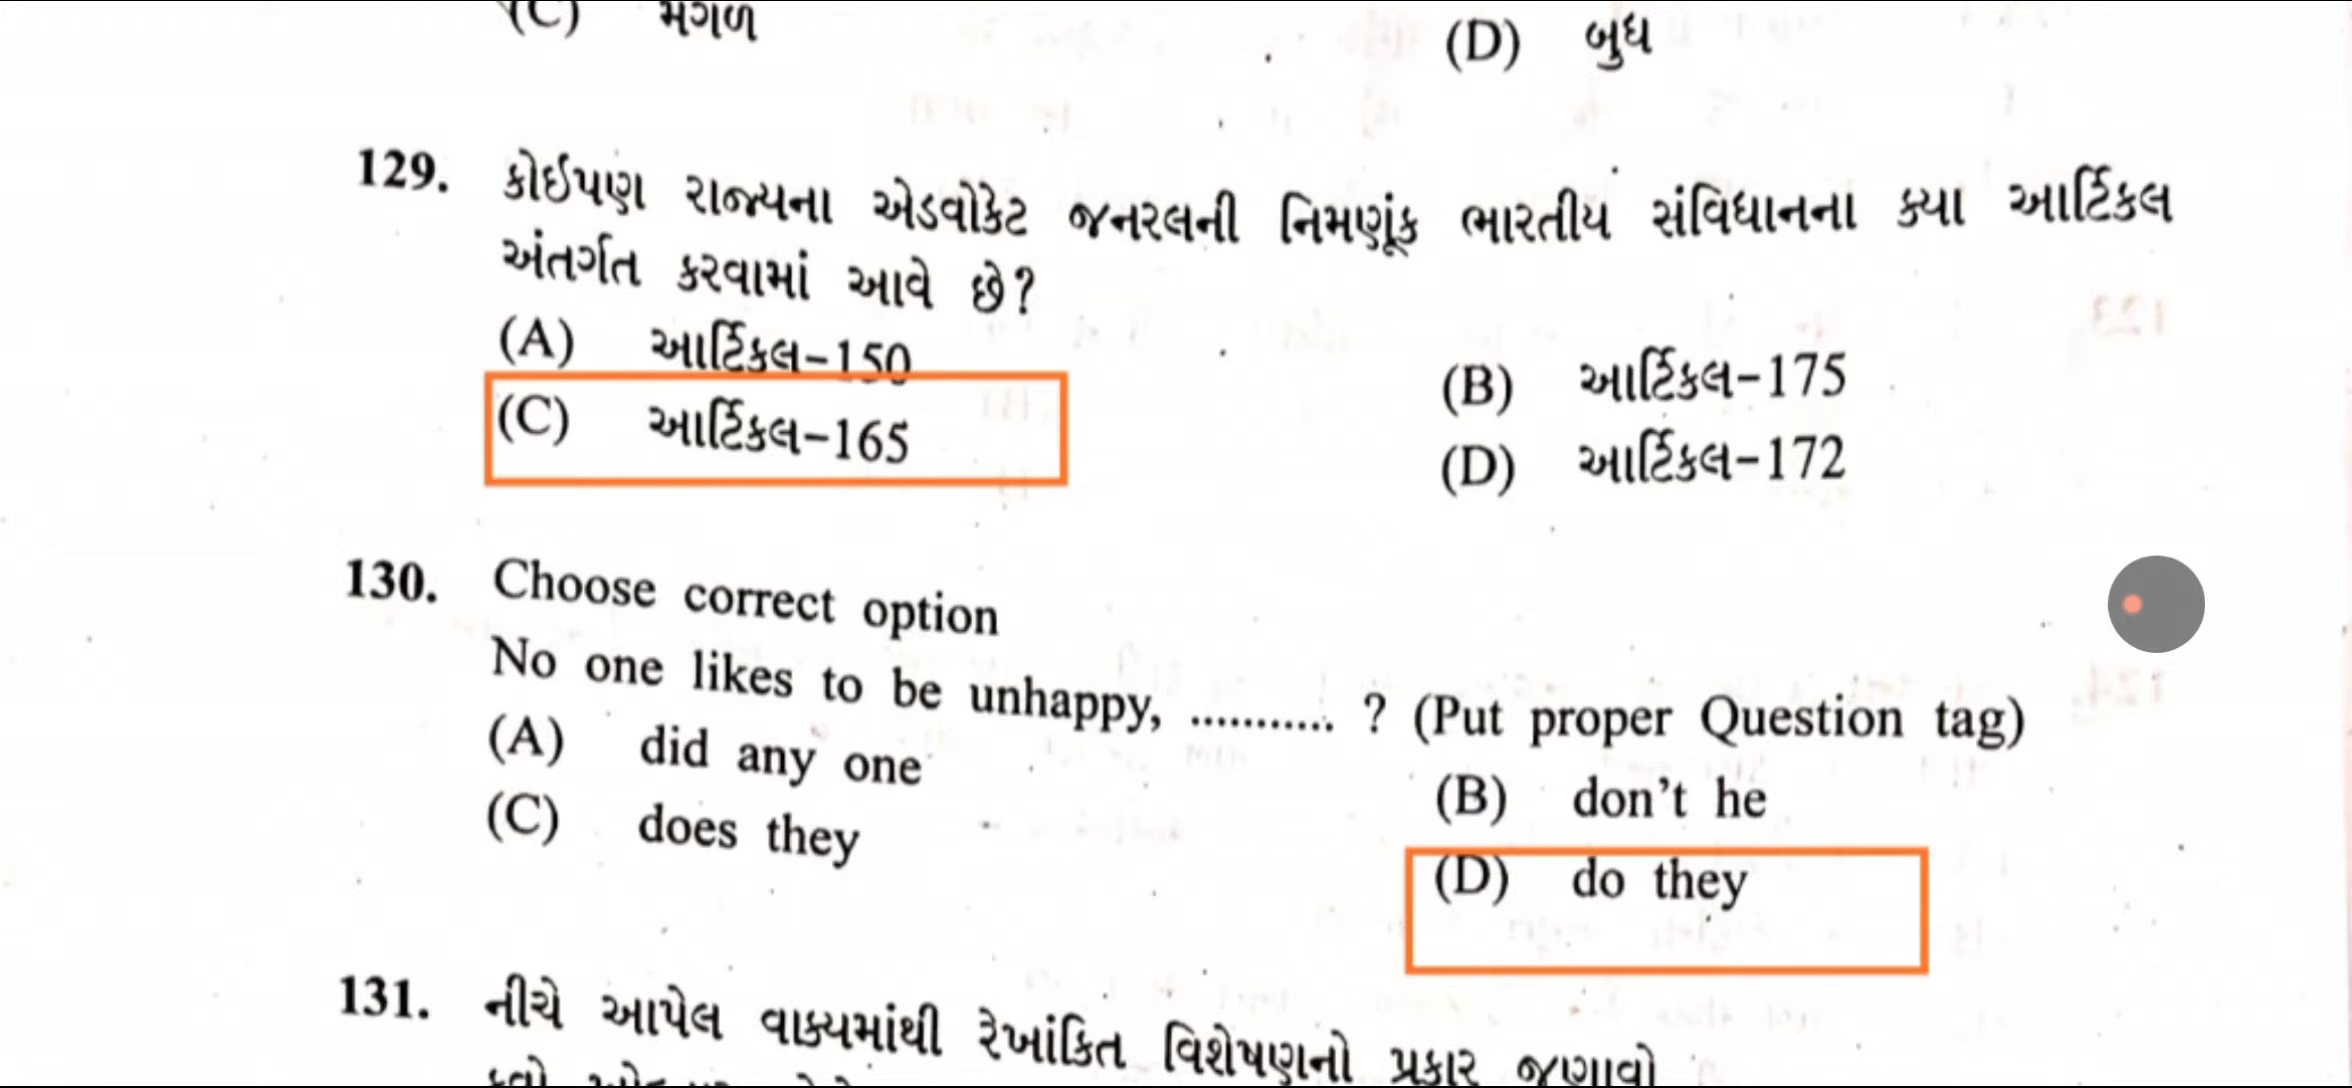 (C) મંગળ (D) બુધ
129. કોઈપણ રાજ્યના એડવોકેટ જનરલની નિમણૂંક ભારતીય સંવિધાનના ક્યા આર્ટિકલ
અંતર્ગત કરવામાં આવે છે?
(A) આર્ટિકલ-150 (B) આર્ટિકલ-175
(C) આર્ટિકલ-165 (D) આર્ટિકલ-172
130. Choose correct option
No one likes to be unhappy, ........... ? (Put proper Question tag)
(A) did any one (B) don't he
(C) does they (D) do they
131. નીચે આપેલ વાક્યમાંથી રેખાંકિત વિશેષણનો પ્રકાર જણાવો